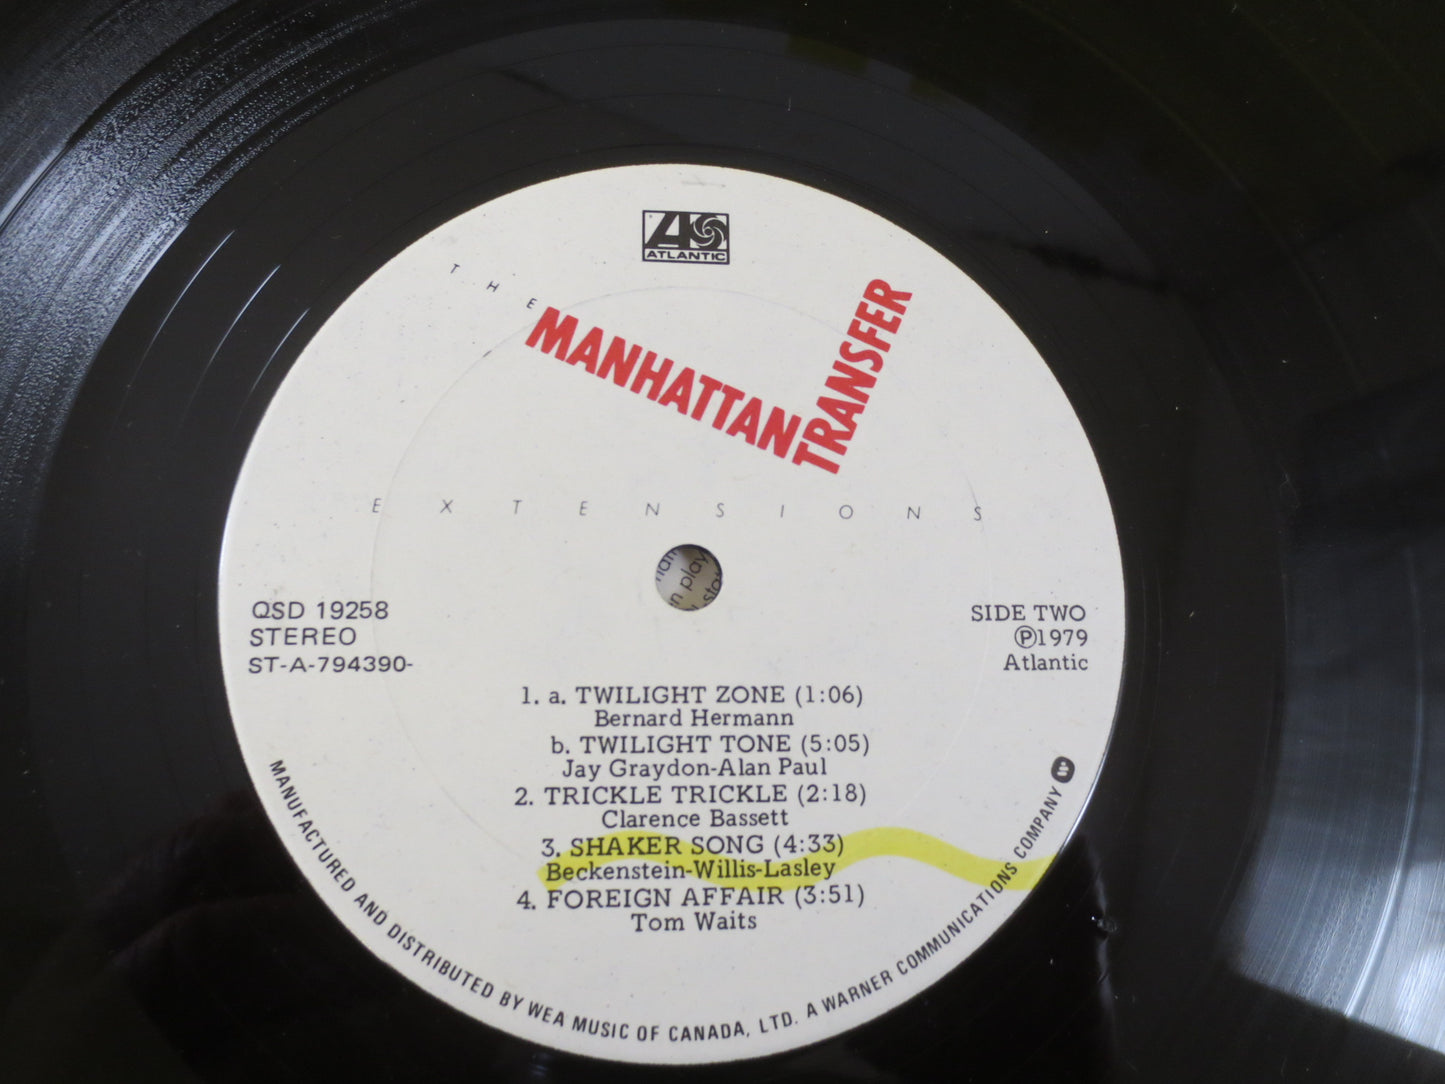 ATLANTIC
THE
MANHATTAN
TRANSFER
EXTENSIONS
QSD 19258
STEREO
ST-A-794390-
SIDE TWO
Ⓟ1979
Atlantic
1. a. TWILIGHT ZONE (1:06)
Bernard Hermann
b. TWILIGHT TONE (5:05)
Jay Graydon-Alan Paul
2. TRICKLE TRICKLE (2:18)
Clarence Bassett
3. SHAKER SONG (4:33)
Beckenstein-Willis-Lasley
4. FOREIGN AFFAIR (3:51)
Tom Waits
MANUFACTURED AND DISTRIBUTED BY WEA MUSIC OF CANADA, LTD. A WARNER COMMUNICATIONS COMPANY
play